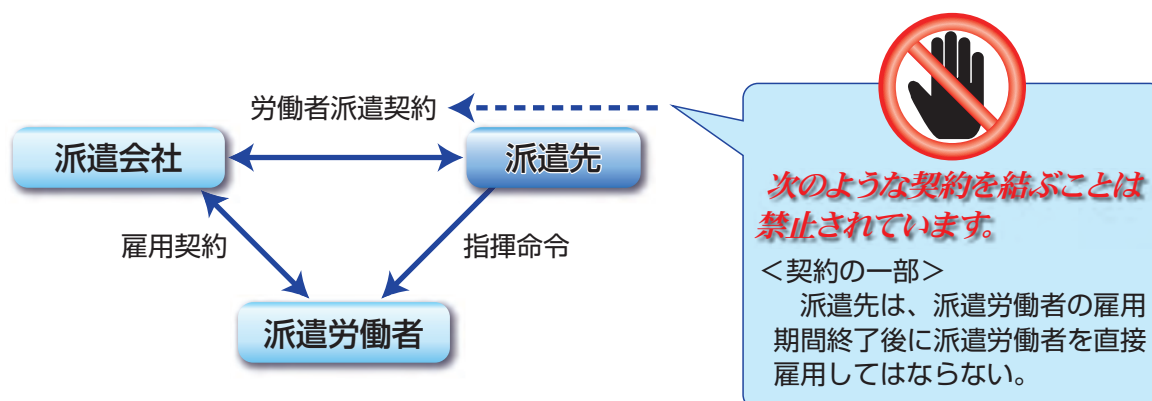 労働者派遣契約
派遣会社
派遣先
雇用契約
指揮命令
派遣労働者
次のような契約を結ぶことは
禁止されています。
＜契約の一部＞
派遣先は、派遣労働者の雇用
期間終了後に派遣労働者を直接
雇用してはならない。